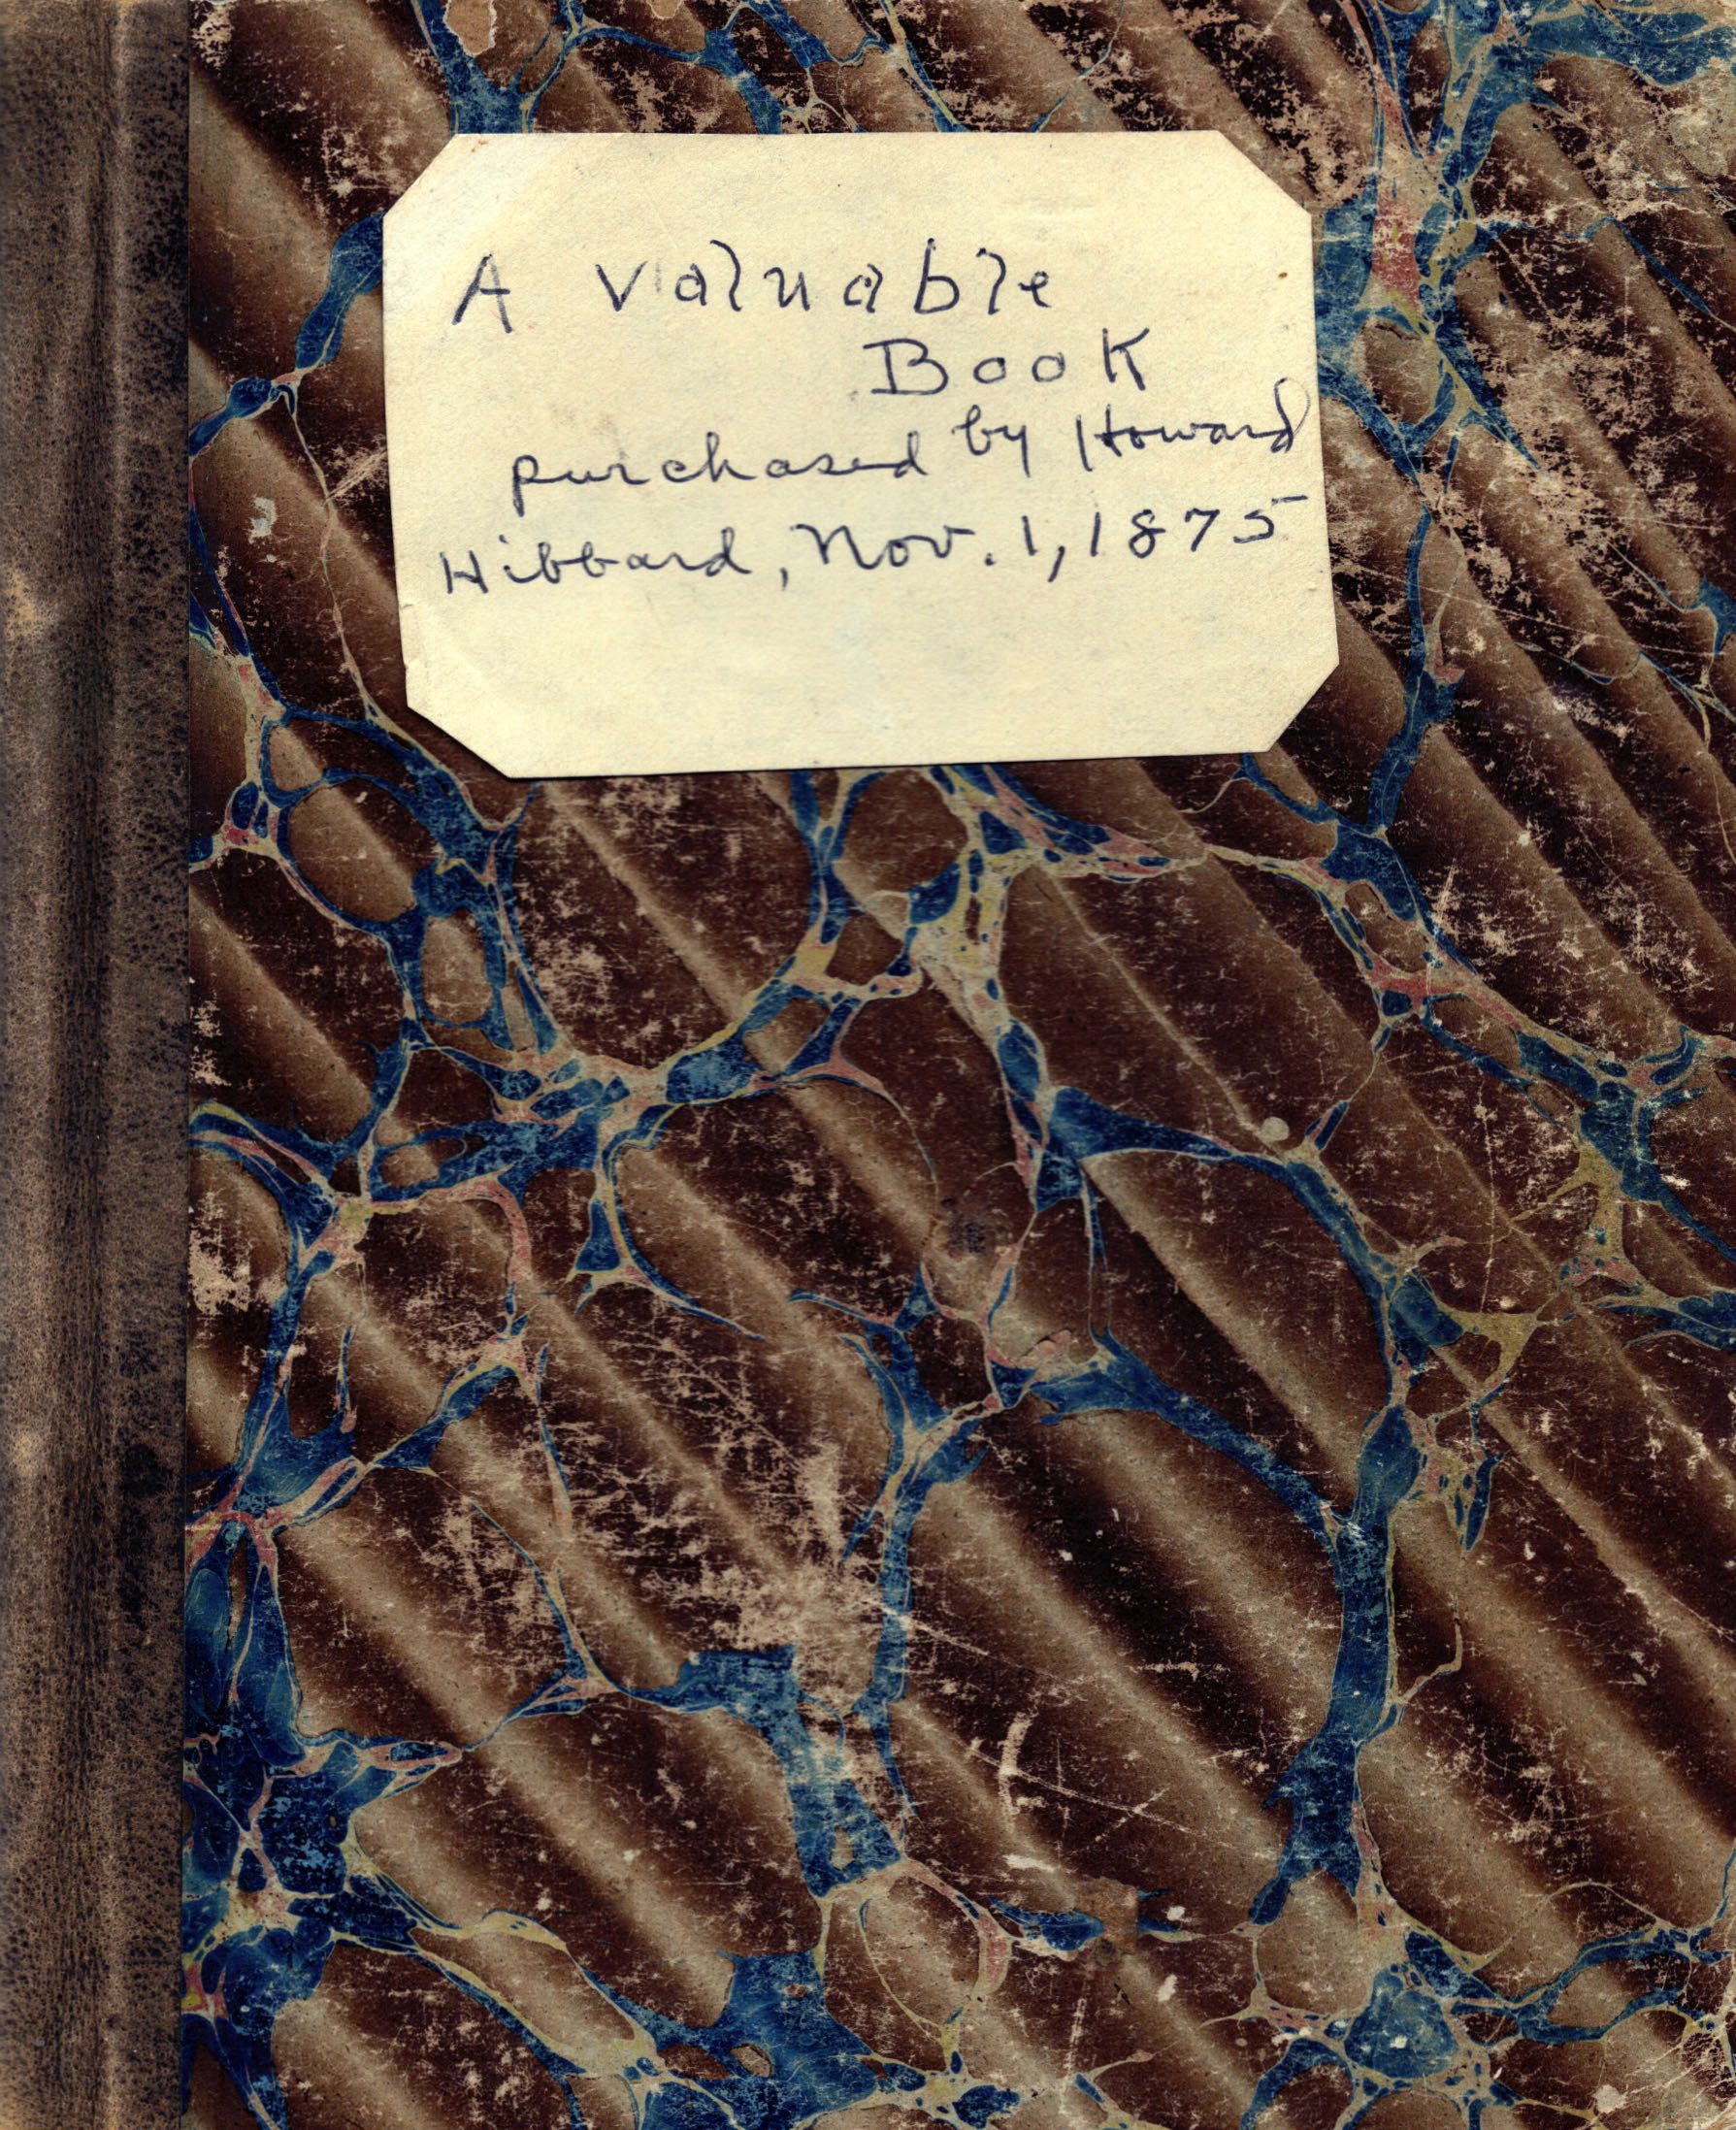 A valuable
Book
purchased by Howard
Hibbard, Nov. 1, 1875